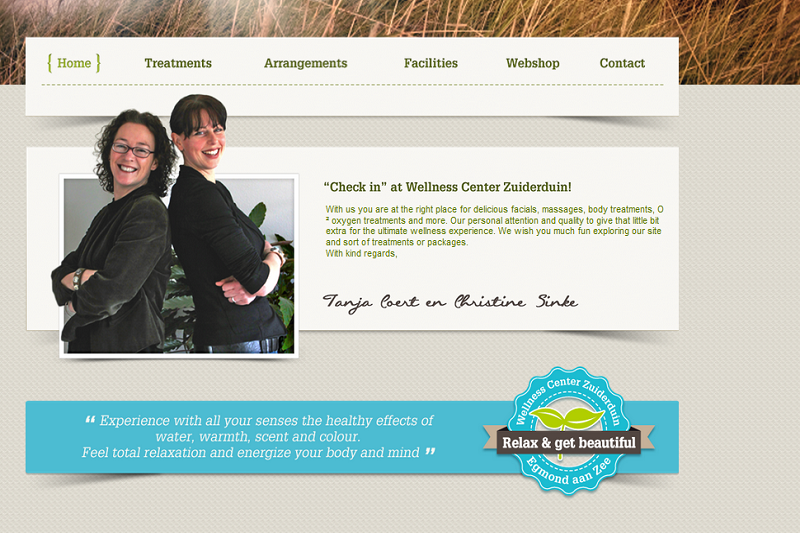 { Home } Treatments Arrangements Facilities Webshop Contact
“Check in” at Wellness Center Zuiderduin!
With us you are at the right place for delicious facials, massages, body treatments, O
² oxygen treatments and more. Our personal attention and quality to give that little bit
extra for the ultimate wellness experience. We wish you much fun exploring our site
and sort of treatments or packages.
With kind regards,
Tanja Coert en Christine Sinke
“ Experience with all your senses the healthy effects of
water, warmth, scent and colour.
Feel total relaxation and energize your body and mind ”
Wellness Center Zuiderduin
Relax & get beautiful
Egmond aan Zee